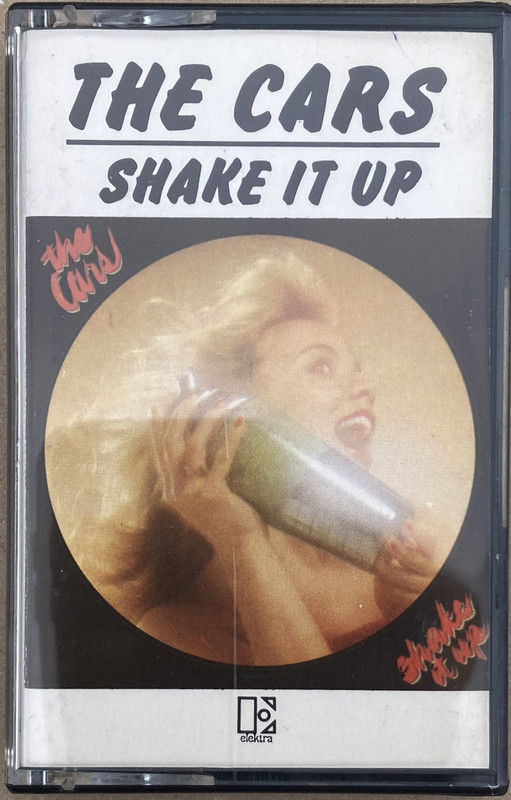 THE CARS
SHAKE IT UP
the
Cars
shake
it up
elektra